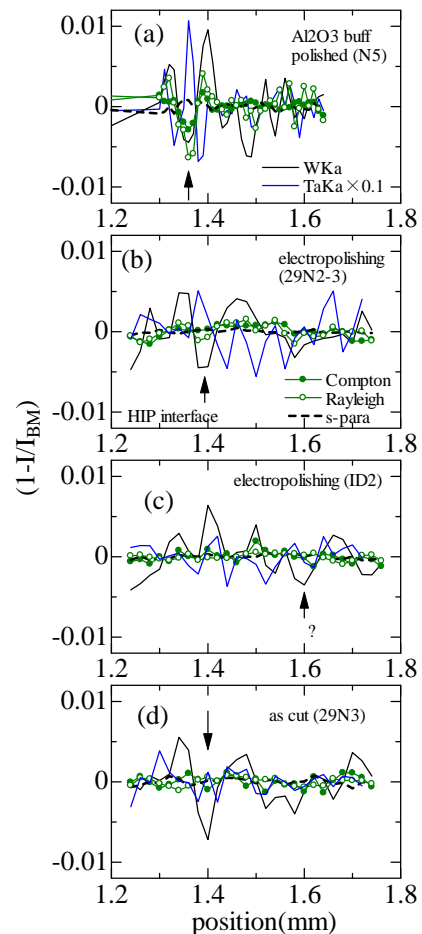 0.01
(a)
Al2O3 buff
polished (N5)
0
WKa
TaKa×0.1
-0.01
1.2 1.4 1.6 1.8
(b)
electropolishing
(29N2-3)
0
Compton
Rayleigh
s-para
HIP interface
-0.01
1.2 1.4 1.6 1.8
(1-I/I_BM)
0.01
(c)
electropolishing (ID2)
0
?
-0.01
1.2 1.4 1.6 1.8
0.01
(d)
as cut (29N3)
0
-0.01
1.2 1.4 1.6 1.8
position(mm)
0.01